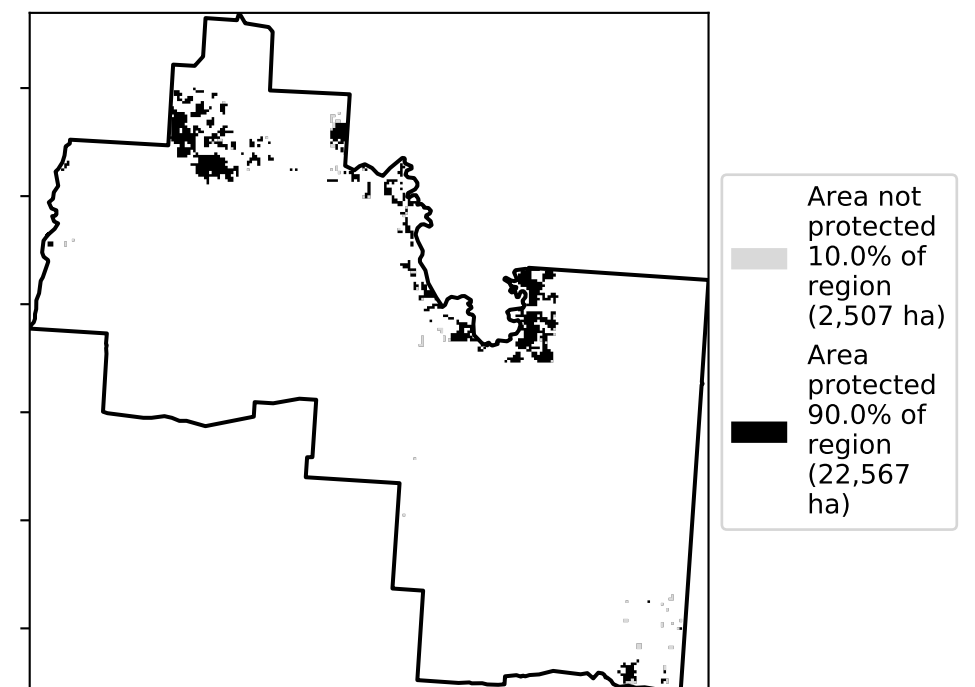 Area not
protected
10.0% of
region
(2,507 ha)
Area
protected
90.0% of
region
(22,567
ha)